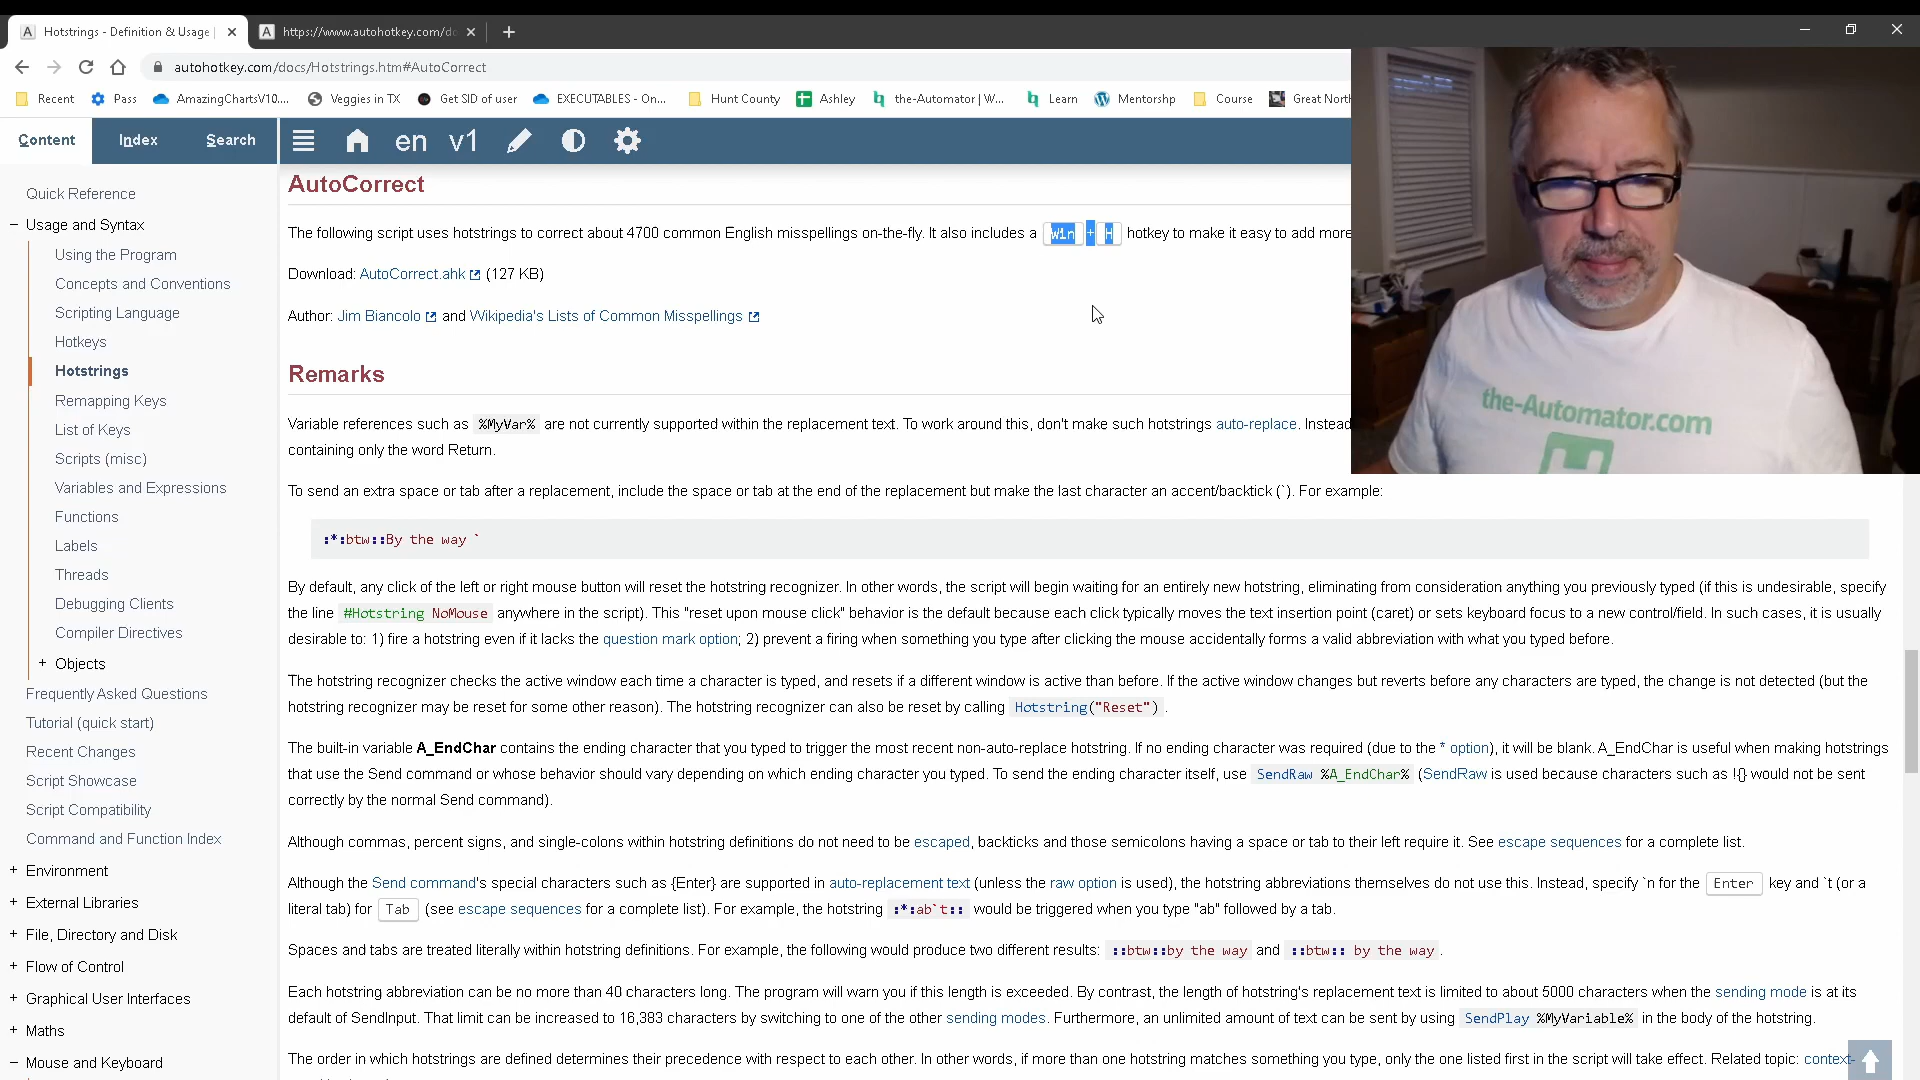 Hotstrings - Definition & Usage |
https://www.autohotkey.com/do
autohotkey.com/docs/Hotstrings.htm#AutoCorrect
Recent Pass AmazingChartsV10.... Veggies in TX Get SID of user EXECUTABLES - On... Hunt County Ashley the-Automator | W... Learn Mentorshp Course Great Nort
Content Index Search en v1
Quick Reference
Usage and Syntax
Using the Program
Concepts and Conventions
Scripting Language
Hotkeys
Hotstrings
Remapping Keys
List of Keys
Scripts (misc)
Variables and Expressions
Functions
Labels
Threads
Debugging Clients
Compiler Directives
Objects
Frequently Asked Questions
Tutorial (quick start)
Recent Changes
Script Showcase
Script Compatibility
Command and Function Index
Environment
External Libraries
File, Directory and Disk
Flow of Control
Graphical User Interfaces
Maths
Mouse and Keyboard
AutoCorrect
The following script uses hotstrings to correct about 4700 common English misspellings on-the-fly. It also includes a Win + H hotkey to make it easy to add more
Download: AutoCorrect.ahk (127 KB)
Author: Jim Biancolo and Wikipedia's Lists of Common Misspellings
Remarks
Variable references such as %MyVar% are not currently supported within the replacement text. To work around this, don't make such hotstrings auto-replace. Instead
containing only the word Return.
To send an extra space or tab after a replacement, include the space or tab at the end of the replacement but make the last character an accent/backtick (`). For example:
:*:btw::By the way `
By default, any click of the left or right mouse button will reset the hotstring recognizer. In other words, the script will begin waiting for an entirely new hotstring, eliminating from consideration anything you previously typed (if this is undesirable, specify
the line #Hotstring NoMouse anywhere in the script). This "reset upon mouse click" behavior is the default because each click typically moves the text insertion point (caret) or sets keyboard focus to a new control/field. In such cases, it is usually
desirable to: 1) fire a hotstring even if it lacks the question mark option; 2) prevent a firing when something you type after clicking the mouse accidentally forms a valid abbreviation with what you typed before.
The hotstring recognizer checks the active window each time a character is typed, and resets if a different window is active than before. If the active window changes but reverts before any characters are typed, the change is not detected (but the
hotstring recognizer may be reset for some other reason). The hotstring recognizer can also be reset by calling Hotstring("Reset") .
The built-in variable A_EndChar contains the ending character that you typed to trigger the most recent non-auto-replace hotstring. If no ending character was required (due to the * option), it will be blank. A_EndChar is useful when making hotstrings
that use the Send command or whose behavior should vary depending on which ending character you typed. To send the ending character itself, use SendRaw %A_EndChar% (SendRaw is used because characters such as !{} would not be sent
correctly by the normal Send command).
Although commas, percent signs, and single-colons within hotstring definitions do not need to be escaped, backticks and those semicolons having a space or tab to their left require it. See escape sequences for a complete list.
Although the Send command's special characters such as {Enter} are supported in auto-replacement text (unless the raw option is used), the hotstring abbreviations themselves do not use this. Instead, specify `n for the Enter key and `t (or a
literal tab) for Tab (see escape sequences for a complete list). For example, the hotstring :*:ab`t:: would be triggered when you type "ab" followed by a tab.
Spaces and tabs are treated literally within hotstring definitions. For example, the following would produce two different results: ::btw::by the way and ::btw:: by the way .
Each hotstring abbreviation can be no more than 40 characters long. The program will warn you if this length is exceeded. By contrast, the length of hotstring's replacement text is limited to about 5000 characters when the sending mode is at its
default of SendInput. That limit can be increased to 16,383 characters by switching to one of the other sending modes. Furthermore, an unlimited amount of text can be sent by using SendPlay %MyVariable% in the body of the hotstring.
The order in which hotstrings are defined determines their precedence with respect to each other. In other words, if more than one hotstring matches something you type, only the one listed first in the script will take effect. Related topic: context-
the-Automator.com